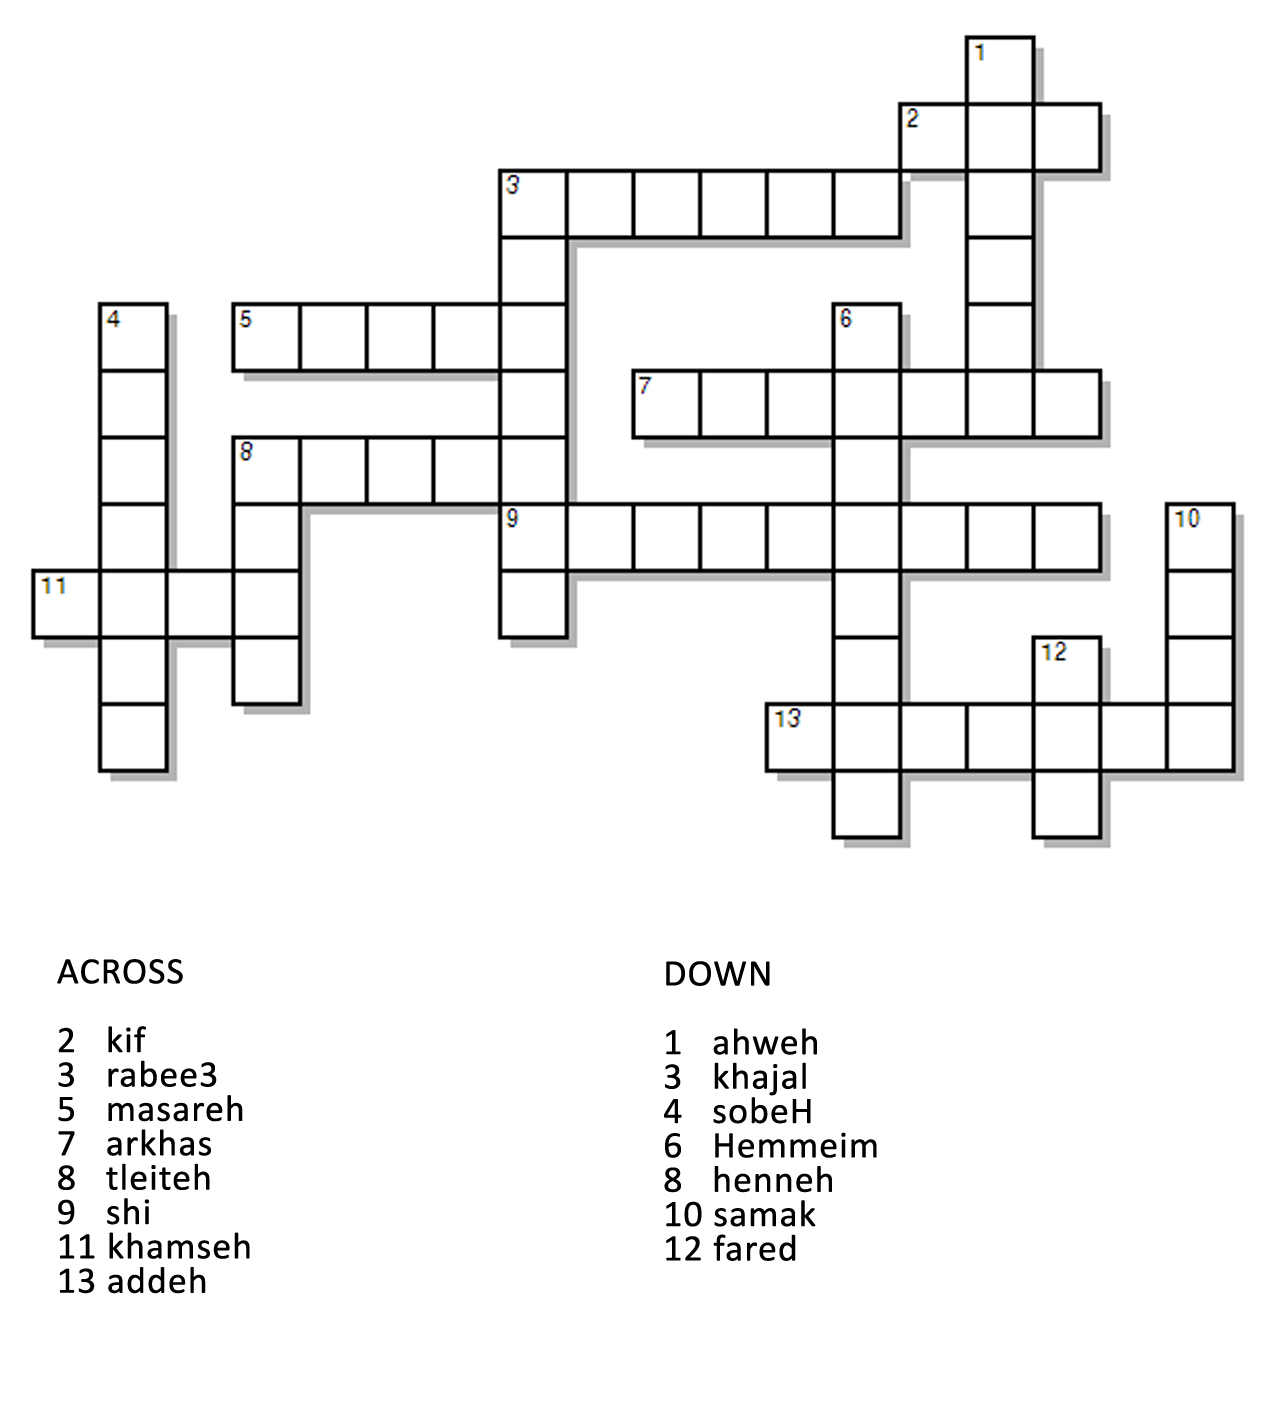 1
2
3
4
5
6
7
8
9
10
11
12
13
ACROSS
2 kif
3 rabee3
5 masareh
7 arkhas
8 tleiteh
9 shi
11 khamseh
13 addeh
DOWN
1 ahweh
3 khajal
4 sobeH
6 Hemmeim
8 henneh
10 samak
12 fared